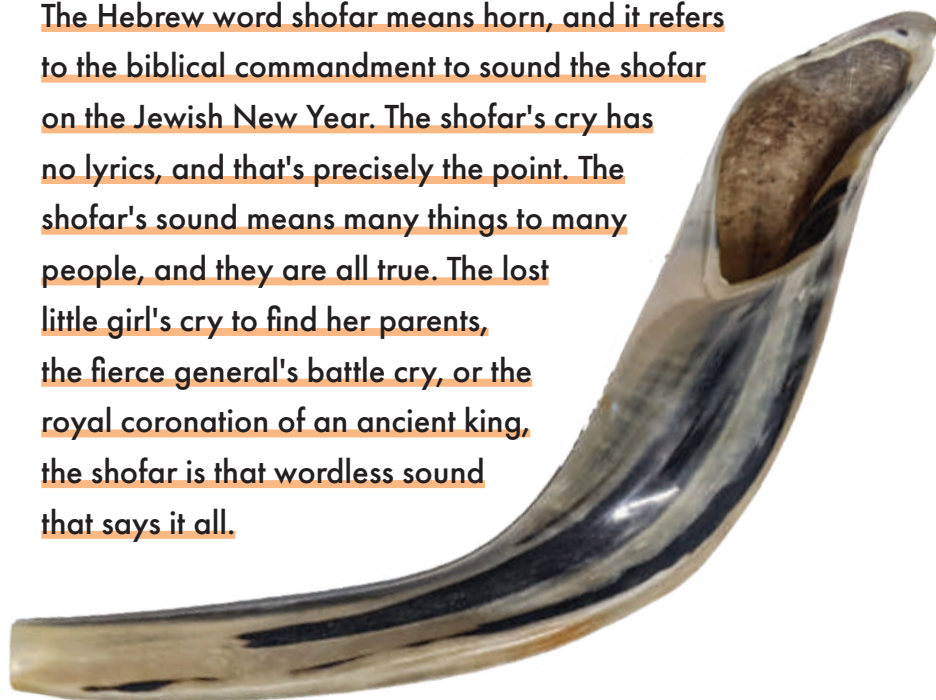 The Hebrew word shofar means horn, and it refers
to the biblical commandment to sound the shofar
on the Jewish New Year. The shofar's cry has
no lyrics, and that's precisely the point. The
shofar's sound means many things to many
people, and they are all true. The lost
little girl's cry to find her parents,
the fierce general's battle cry, or the
royal coronation of an ancient king,
the shofar is that wordless sound
that says it all.